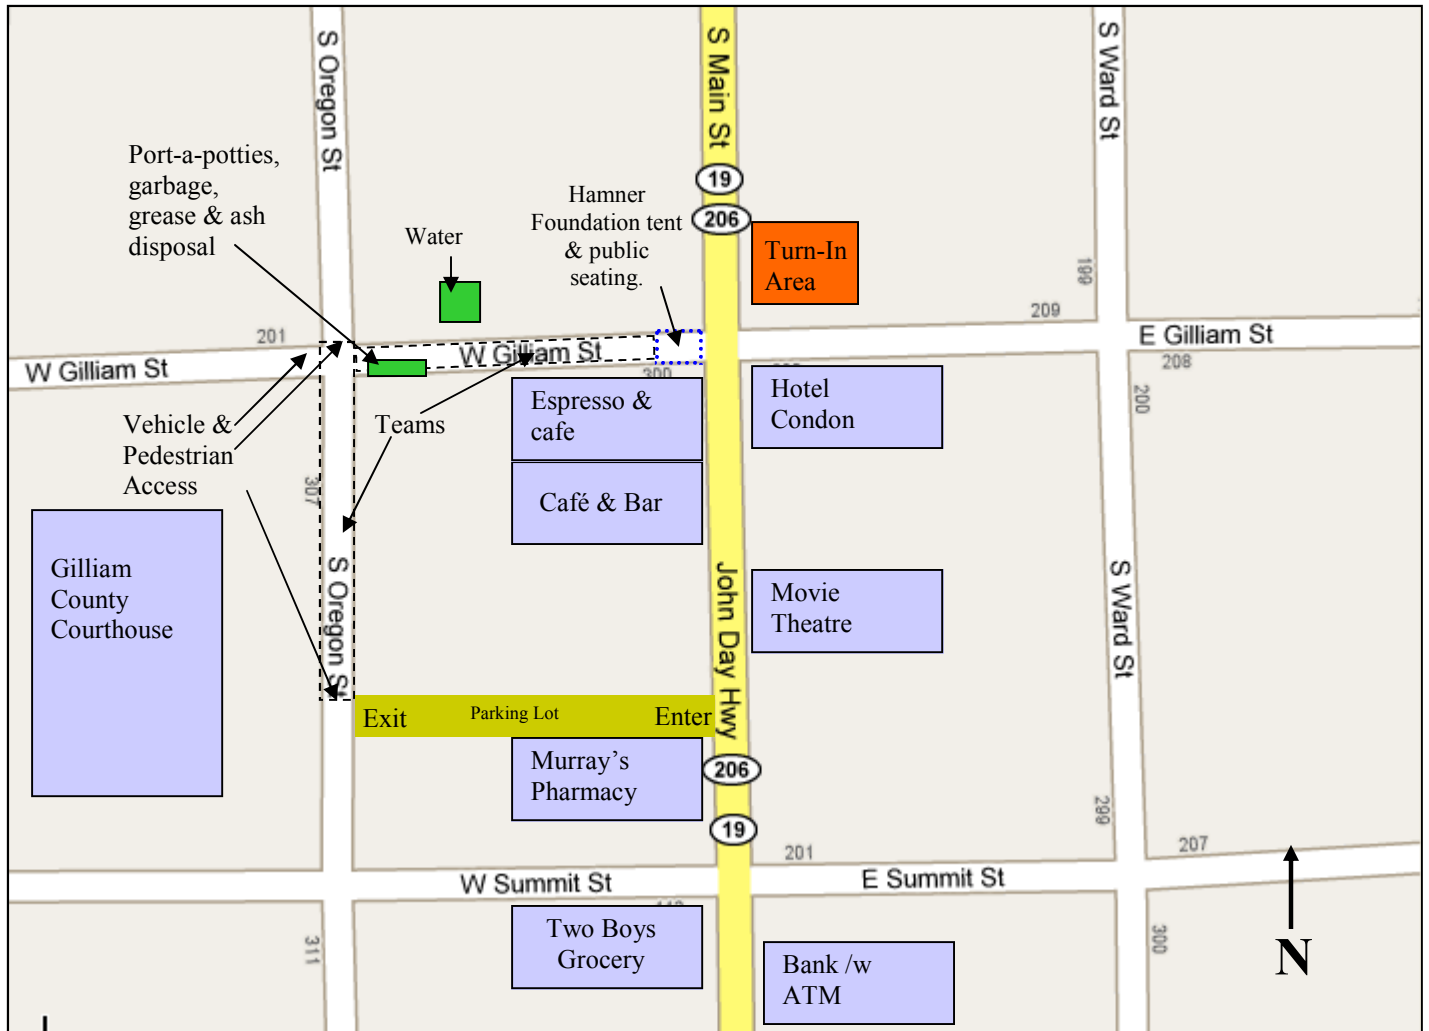 S Oregon St
S Main St
S Ward St
Port-a-potties,
garbage,
grease & ash
disposal
19
Hamner
Foundation tent
& public
seating.
206
Water
Turn-In
Area
199
209
201
W Gilliam St
E Gilliam St
W Gilliam St
208
300
Hotel
Condon
200
Espresso &
cafe
Vehicle &
Pedestrian
Access
Teams
307
Café & Bar
Gilliam
County
Courthouse
S Oregon St
John Day Hwy
S Ward St
Movie
Theatre
Exit
Parking Lot
Enter
Murray's
Pharmacy
206
19
299
201
207
W Summit St
E Summit St
Two Boys
Grocery
311
300
N
Bank /w
ATM